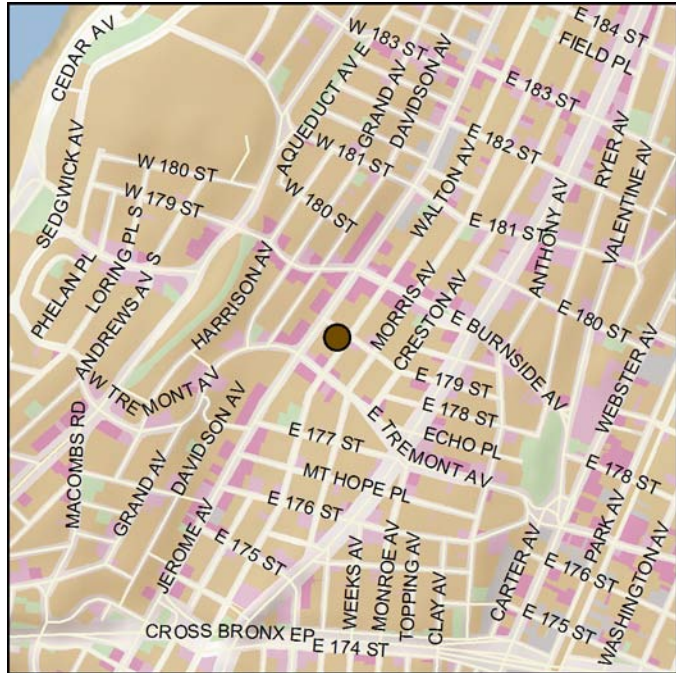 CEDAR AV
W 183 ST
E 184 ST
FIELD PL
AQUEDUCT AV E
GRAND AV
DAVIDSON AV
E 183 ST
SEDGWICK AV
W 180 ST
W 181 ST
E 182 ST
RYER AV
VALENTINE AV
W 179 ST
W 180 ST
WALTON AV
E 181 ST
ANTHONY AV
PHELAN PL
LORING PL S
ANDREWS AV S
HARRISON AV
MORRIS AV
CRESTON AV
E BURNSIDE AV
E 180 ST
WEBSTER AV
W TREMONT AV
E 179 ST
E 178 ST
ECHO PL
E TREMONT AV
MACOMBS RD
GRAND AV
DAVIDSON AV
E 177 ST
MT HOPE PL
E 178 ST
JEROME AV
E 176 ST
E 175 ST
WEEKS AV
MONROE AV
TOPPING AV
CLAY AV
CARTER AV
PARK AV
E 176 ST
E 175 ST
WASHINGTON AV
CROSS BRONX EP
E 174 ST